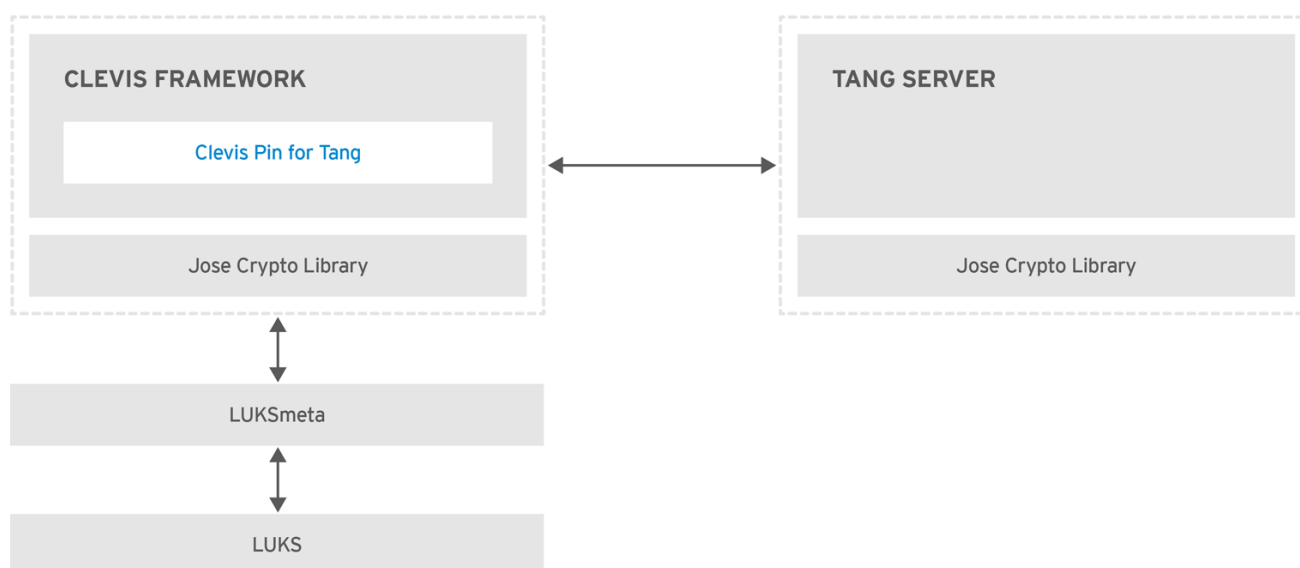 CLEVIS FRAMEWORK
Clevis Pin for Tang
Jose Crypto Library
TANG SERVER
Jose Crypto Library
LUKSmeta
LUKS